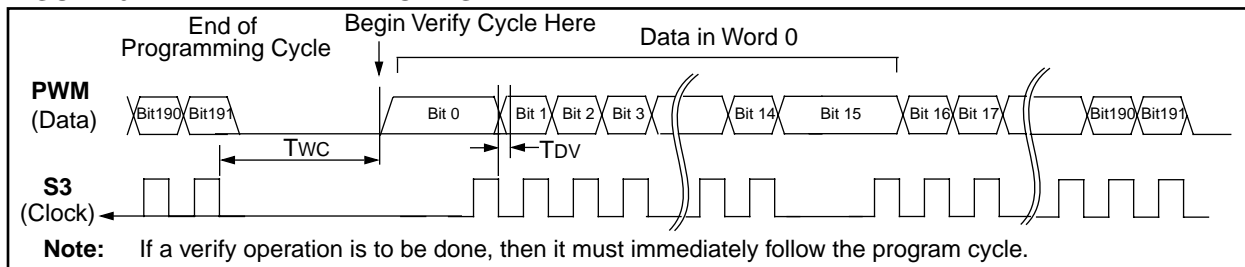 End of
Programming Cycle
Begin Verify Cycle Here
Data in Word 0
PWM
(Data)
Bit190 Bit191 Bit 0 Bit 1 Bit 2 Bit 3 Bit 14 Bit 15 Bit 16 Bit 17 Bit190 Bit191
TWC
TDV
S3
(Clock)
Note: If a verify operation is to be done, then it must immediately follow the program cycle.